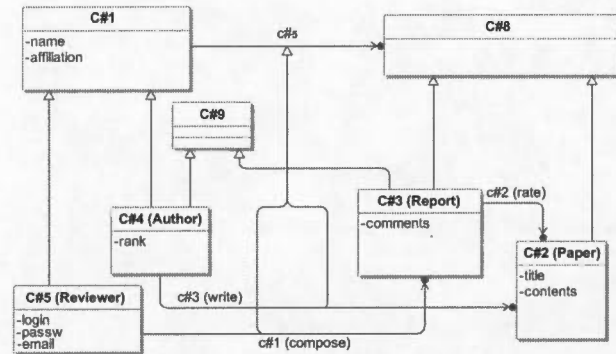 C#1
-name
-affiliation
c#5
C#8
C#9
C#4 (Author)
-rank
C#3 (Report)
-comments
c#2 (rate)
C#2 (Paper)
-title
-contents
C#5 (Reviewer)
-login
-passw
-email
c#3 (write)
c#1 (compose)